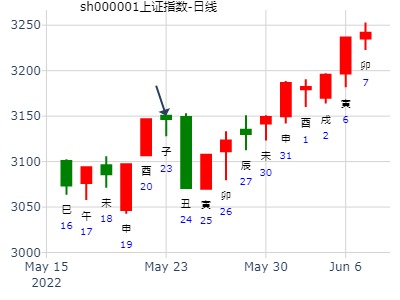 sh000001上证指数-日线
3250
3200
3150
3100
3050
3000
巳
16
午
17
未
18
申
19
酉
20
子
23
丑
24
寅
25
卯
26
辰
27
未
30
申
31
酉
1
戌
2
寅
6
卯
7
May 15
2022
May 23
May 30
Jun 6